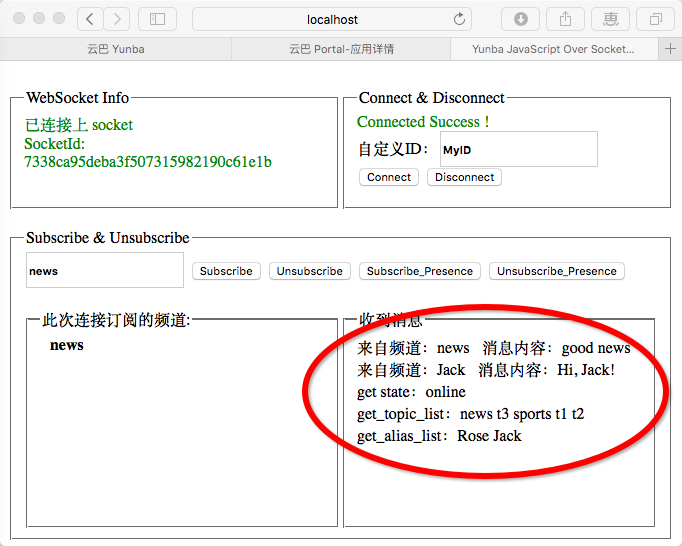 localhost
云巴 Yunba
云巴 Portal-应用详情
Yunba JavaScript Over Socket...
WebSocket Info
已连接上 socket
SocketId:
7338ca95deba3f507315982190c61e1b
Connect & Disconnect
Connected Success！
自定义ID： MyID
Connect Disconnect
Subscribe & Unsubscribe
news Subscribe Unsubscribe Subscribe_Presence Unsubscribe_Presence
此次连接订阅的频道:
news
收到消息
来自频道：news 消息内容：good news
来自频道：Jack 消息内容：Hi, Jack!
get state：online
get_topic_list：news t3 sports t1 t2
get_alias_list：Rose Jack